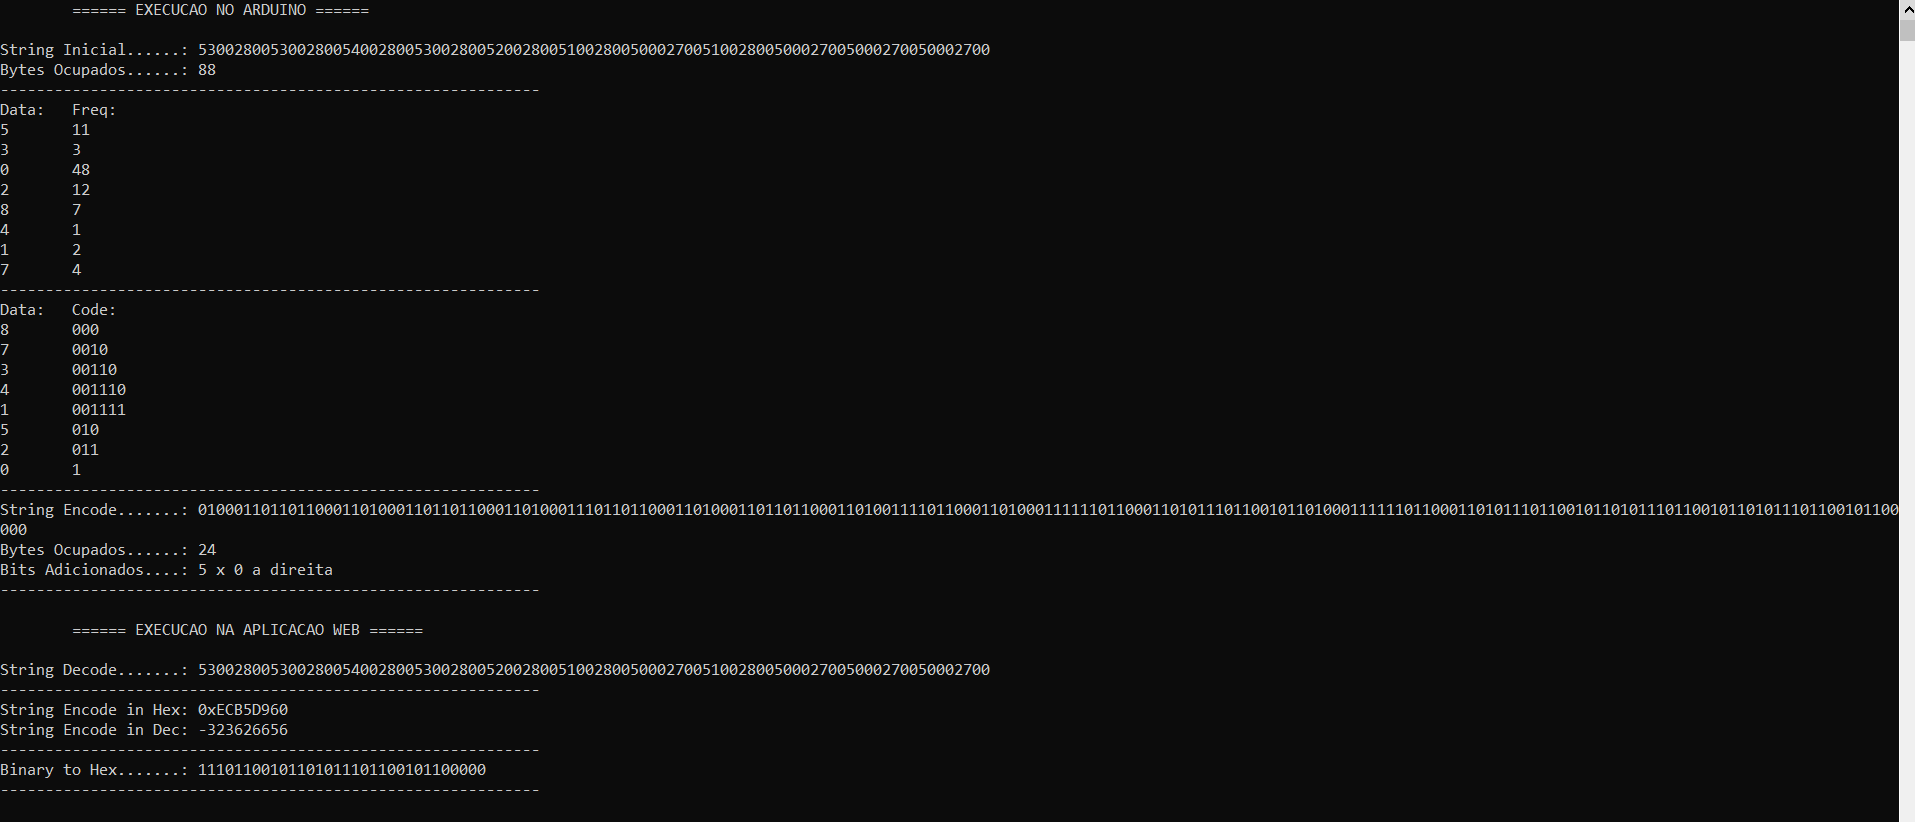 ====== EXECUCAO NO ARDUINO ======
String Inicial......: 5300280053002800540028005300280052002800510028005000270051002800500027005000270050002700
Bytes Ocupados......: 88
------------------------------------------------------------
Data: Freq:
5 11
3 3
0 48
2 12
8 7
4 1
1 2
7 4
------------------------------------------------------------
Data: Code:
8 000
7 0010
3 00110
4 001110
1 001111
5 010
2 011
0 1
------------------------------------------------------------
String Encode.......: 010001101101100011010001101101100011010001110110110001101000110110110001101001111011000110100011111101100011010111011001011010001111110110001101011101100101101011101100101101011101100101100
000
Bytes Ocupados......: 24
Bits Adicionados....: 5 x 0 a direita
------------------------------------------------------------
====== EXECUCAO NA APLICACAO WEB ======
String Decode.......: 5300280053002800540028005300280052002800510028005000270051002800500027005000270050002700
------------------------------------------------------------
String Encode in Hex: 0xECB5D960
String Encode in Dec: -323626656
------------------------------------------------------------
Binary to Hex.......: 11101100101101011101100101100000
------------------------------------------------------------